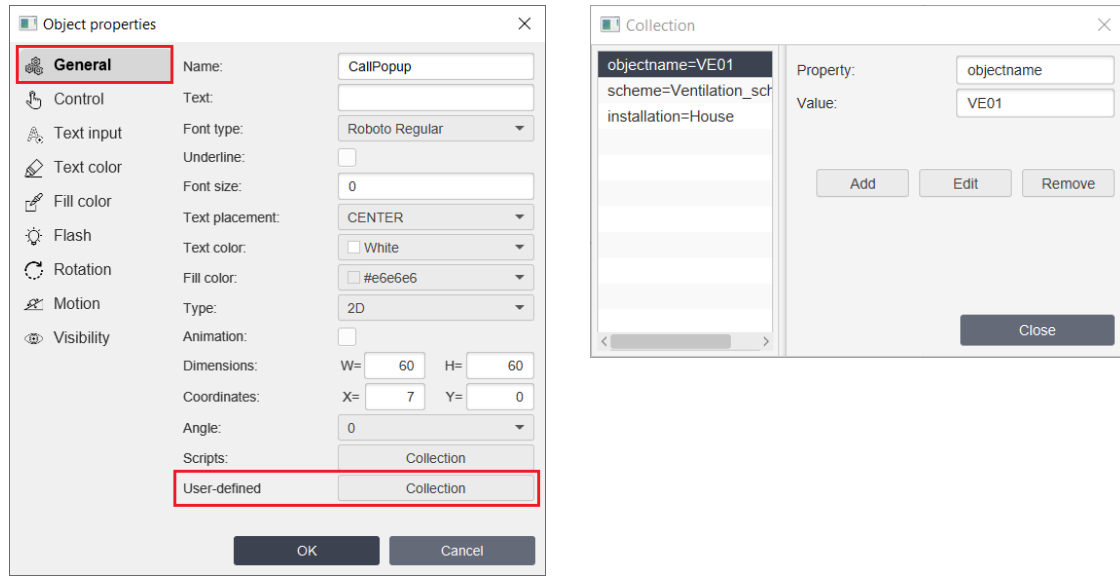 Object properties
General
Control
Text input
Text color
Fill color
Flash
Rotation
Motion
Visibility
Name: CallPopup
Text:
Font type: Roboto Regular
Underline:
Font size: 0
Text placement: CENTER
Text color: White
Fill color: #e6e6e6
Type: 2D
Animation:
Dimensions: W= 60 H= 60
Coordinates: X= 7 Y= 0
Angle: 0
Scripts: Collection
User-defined Collection
OK Cancel
Collection
objectname=VE01
scheme=Ventilation_sch
installation=House
Property: objectname
Value: VE01
Add Edit Remove
Close